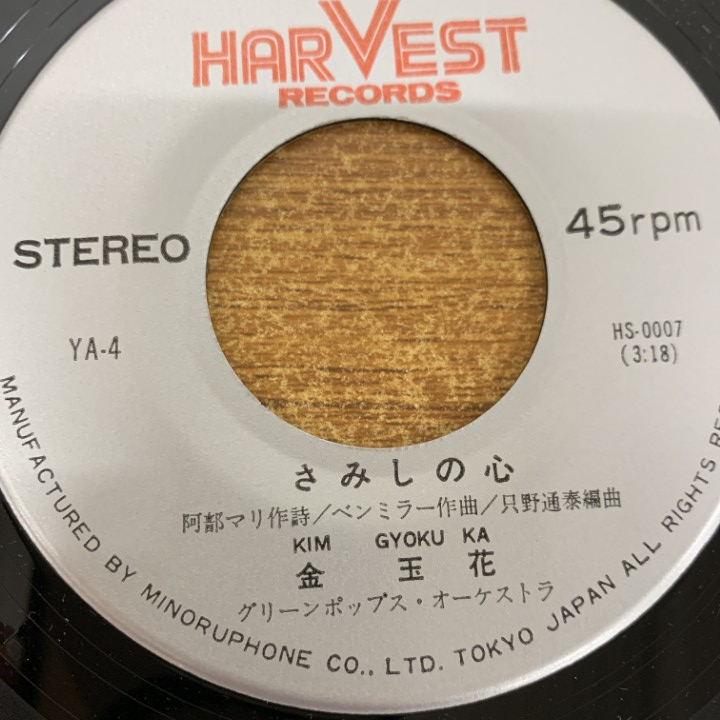 HARVEST
RECORDS
STEREO
45rpm
YA-4
HS-0007
(3:18)
さみしの心
阿部マリ作詩/ベンミラー作曲/只野通泰編曲
KIM GYOKU KA
金玉花
グリーンポップス・オーケストラ
MANUFACTURED BY MINORUPHONE CO., LTD. TOKYO JAPAN ALL RIGHTS